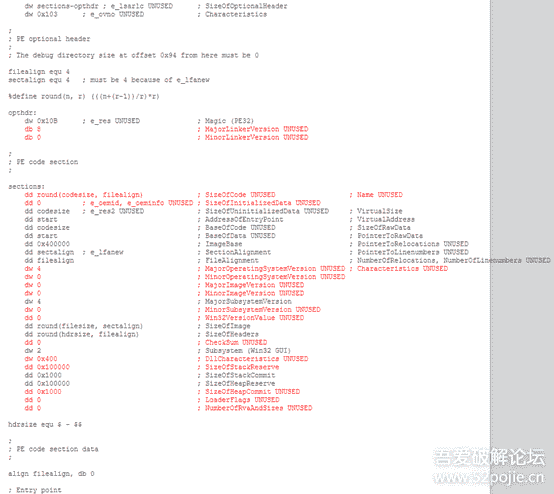 dw sections-opthdr ; e_lsarlc UNUSED ; SizeOfOptionalHeader
dw 0x103 ; e_ovno UNUSED ; Characteristics
;
; PE optional header
;
; The debug directory size at offset 0x94 from here must be 0
filealign equ 4
sectalign equ 4 ; must be 4 because of e_lfanew
%define round(n, r) (((n+(r-1))/r)*r)
opthdr:
dw 0x10B ; e_res UNUSED ; Magic (PE32)
db 8 ; MajorLinkerVersion UNUSED
db 0 ; MinorLinkerVersion UNUSED
;
; PE code section
;
sections:
dd round(codesize, filealign) ; SizeOfCode UNUSED ; Name UNUSED
dd 0 ; e_oemid, e_oeminfo UNUSED ; SizeOfInitializedData UNUSED
dd codesize ; e_res2 UNUSED ; SizeOfUninitializedData UNUSED ; VirtualSize
dd start ; AddressOfEntryPoint ; VirtualAddress
dd codesize ; BaseOfCode UNUSED ; SizeOfRawData
dd start ; BaseOfData UNUSED ; PointerToRawData
dd 0x400000 ; ImageBase ; PointerToRelocations UNUSED
dd sectalign ; e_lfanew ; SectionAlignment ; PointerToLinenumbers UNUSED
dd filealign ; FileAlignment ; NumberOfRelocations, NumberOfLinenumbers UNUSED
dw 4 ; MajorOperatingSystemVersion UNUSED ; Characteristics UNUSED
dw 0 ; MinorOperatingSystemVersion UNUSED
dw 0 ; MajorImageVersion UNUSED
dw 0 ; MinorImageVersion UNUSED
dw 4 ; MajorSubsystemVersion
dw 0 ; MinorSubsystemVersion UNUSED
dd 0 ; Win32VersionValue UNUSED
dd round(filesize, sectalign) ; SizeOfImage
dd round(hdrsize, filealign) ; SizeOfHeaders
dd 0 ; CheckSum UNUSED
dw 2 ; Subsystem (Win32 GUI)
dw 0x400 ; DllCharacteristics UNUSED
dd 0x100000 ; SizeOfStackReserve
dd 0x1000 ; SizeOfStackCommit
dd 0x100000 ; SizeOfHeapReserve
dd 0x1000 ; SizeOfHeapCommit UNUSED
dd 0 ; LoaderFlags UNUSED
dd 0 ; NumberOfRvaAndSizes UNUSED
hdrsize equ $ - $$
;
; PE code section data
;
align filealign, db 0
; Entry point
吾爱破解论坛
www.52pojie.cn